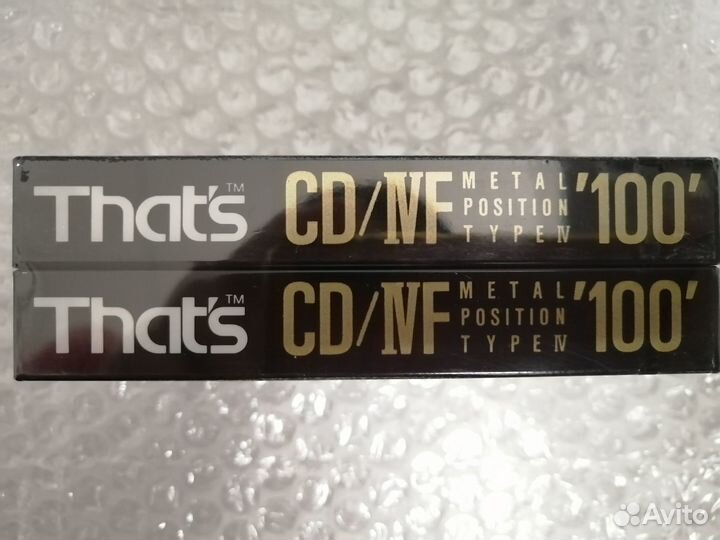 That's™ CD/IVF METAL POSITION TYPE IV '100'
That's™ CD/IVF METAL POSITION TYPE IV '100'
Avito